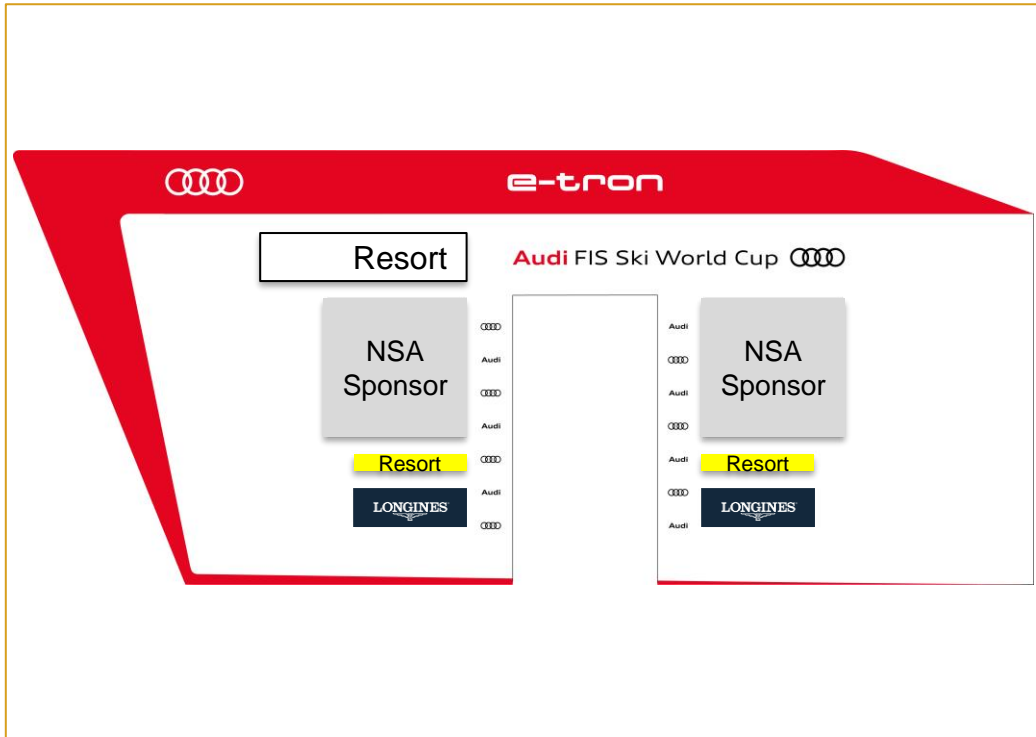 e-tron
Resort
Audi FIS Ski World Cup
NSA
Sponsor
Audi
Audi
Resort
Audi
LONGINES
Audi
Audi
Audi
Audi
NSA
Sponsor
Resort
LONGINES